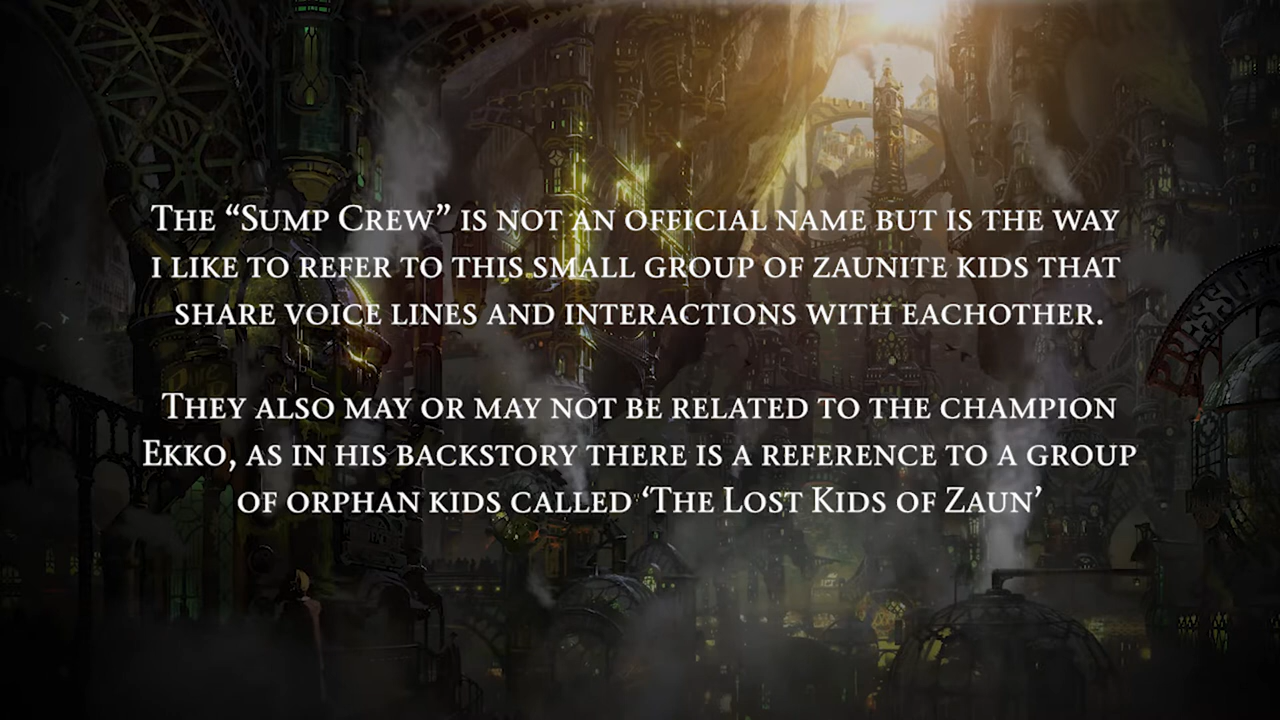 The “Sump Crew” is not an official name but is the way
I like to refer to this small group of zaunite kids that
share voice lines and interactions with eachother.
They also may or may not be related to the champion
Ekko, as in his backstory there is a reference to a group
of orphan kids called ‘The Lost Kids of Zaun’